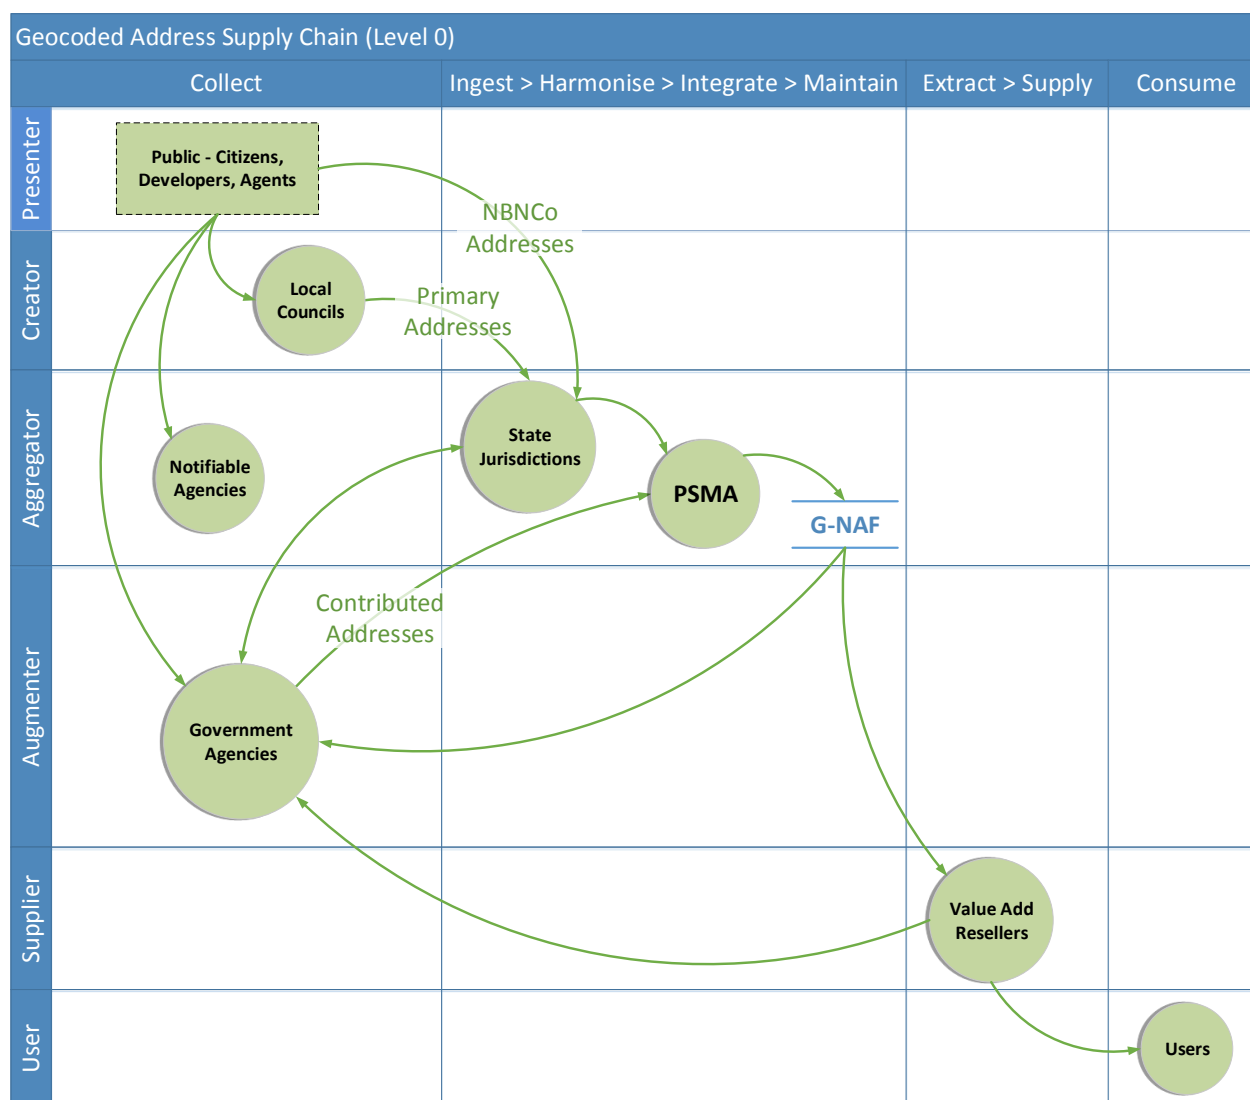 Geocoded Address Supply Chain (Level 0)
Collect
Ingest > Harmonise > Integrate > Maintain
Extract > Supply
Consume
Presenter
Public - Citizens,
Developers, Agents
NBNCo
Addresses
Creator
Local
Councils
Primary
Addresses
Aggregator
Notifiable
Agencies
State
Jurisdictions
PSMA
G-NAF
Augmenter
Contributed
Addresses
Government
Agencies
Supplier
Value Add
Resellers
User
Users